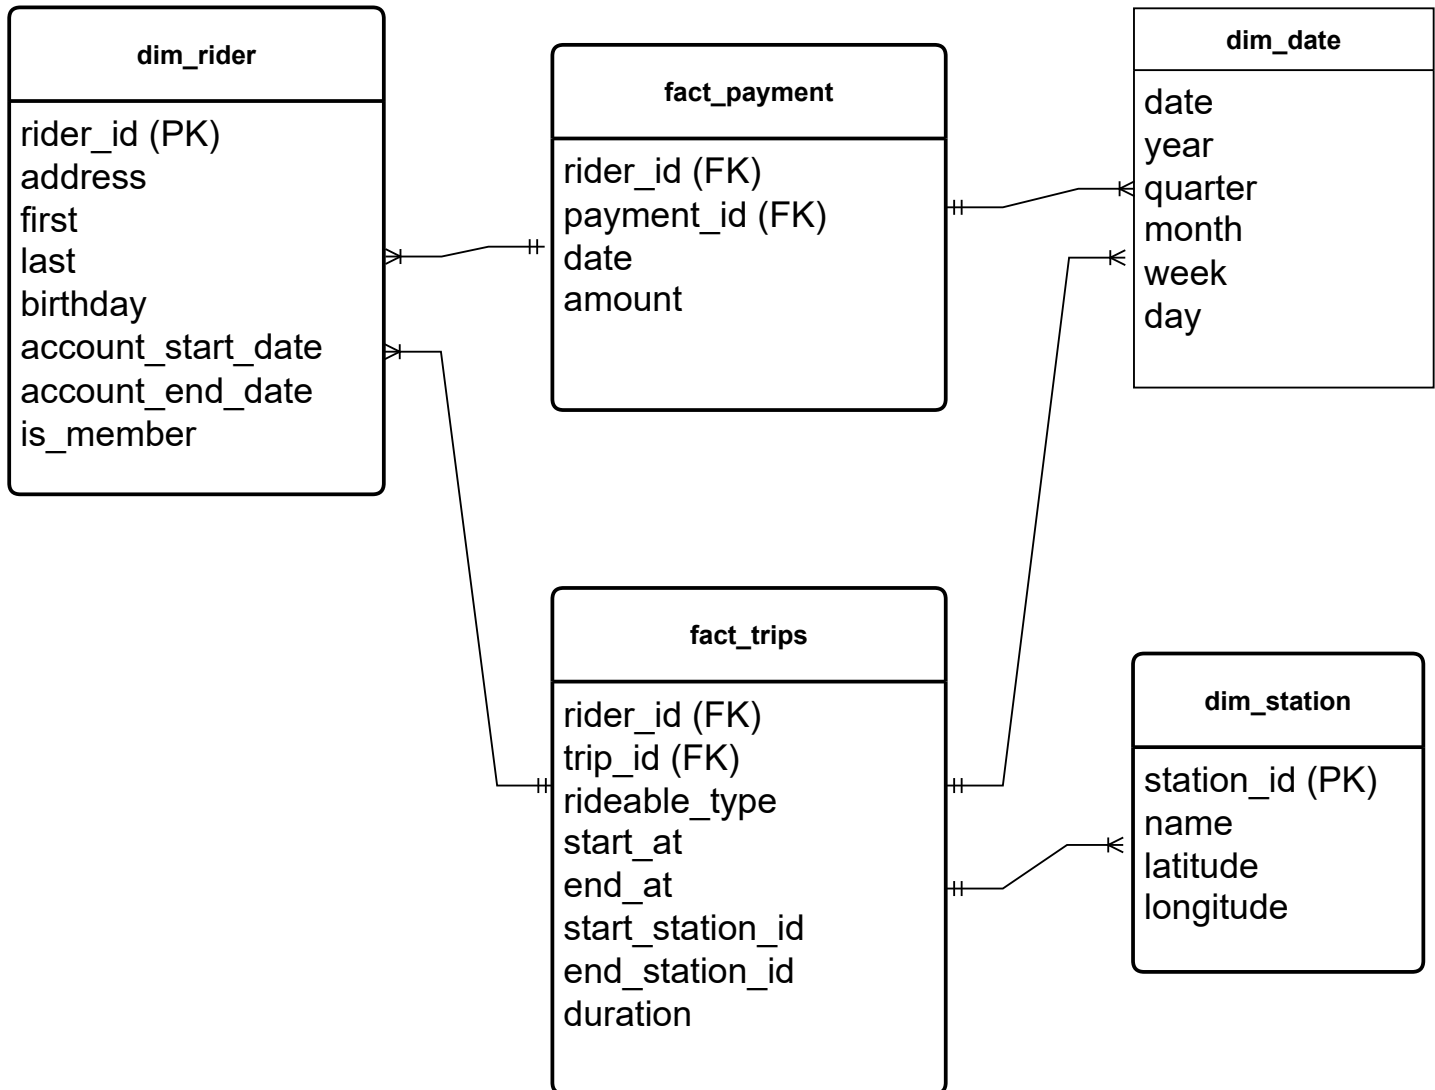 dim_rider
rider_id (PK)
address
first
last
birthday
account_start_date
account_end_date
is_member
fact_payment
rider_id (FK)
payment_id (FK)
date
amount
dim_date
date
year
quarter
month
week
day
fact_trips
rider_id (FK)
trip_id (FK)
rideable_type
start_at
end_at
start_station_id
end_station_id
duration
dim_station
station_id (PK)
name
latitude
longitude